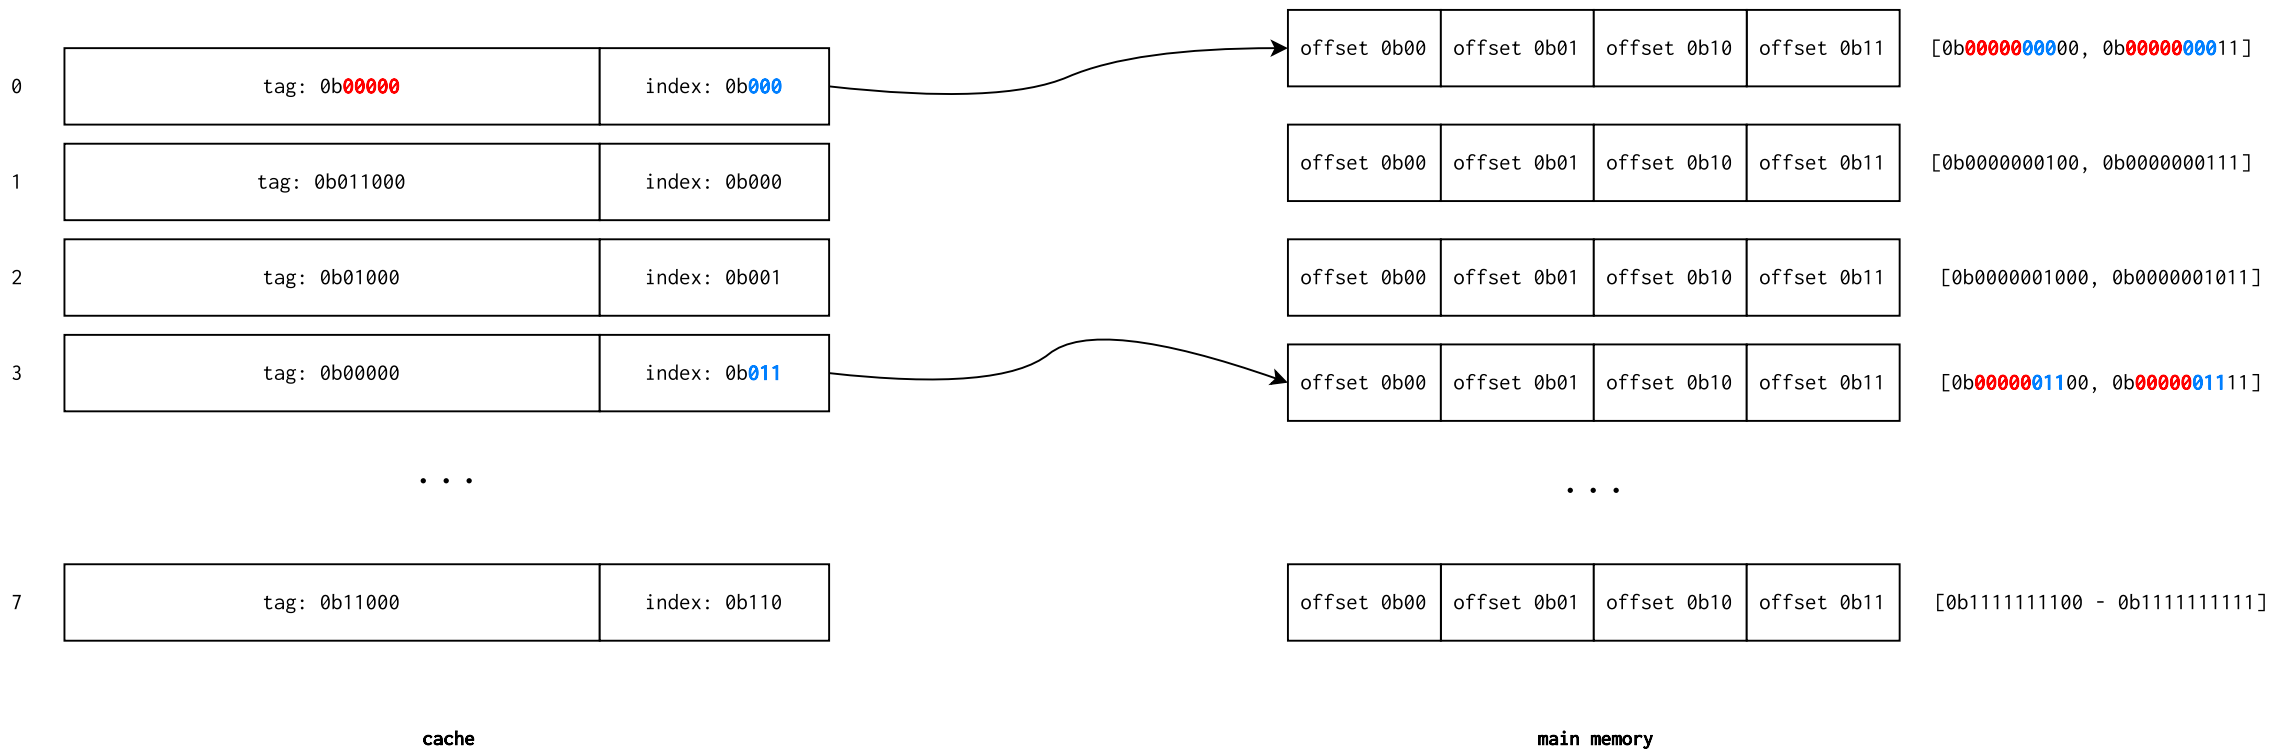 offset 0b00 offset 0b01 offset 0b10 offset 0b11 [0b0000000000, 0b0000000011]
0 tag: 0b00000 index: 0b000
offset 0b00 offset 0b01 offset 0b10 offset 0b11 [0b0000000100, 0b0000000111]
1 tag: 0b011000 index: 0b000
2 tag: 0b01000 index: 0b001 offset 0b00 offset 0b01 offset 0b10 offset 0b11 [0b0000001000, 0b0000001011]
3 tag: 0b00000 index: 0b011 offset 0b00 offset 0b01 offset 0b10 offset 0b11 [0b0000001100, 0b0000001111]
... ...
7 tag: 0b11000 index: 0b110 offset 0b00 offset 0b01 offset 0b10 offset 0b11 [0b1111111100 - 0b1111111111]
cache main memory